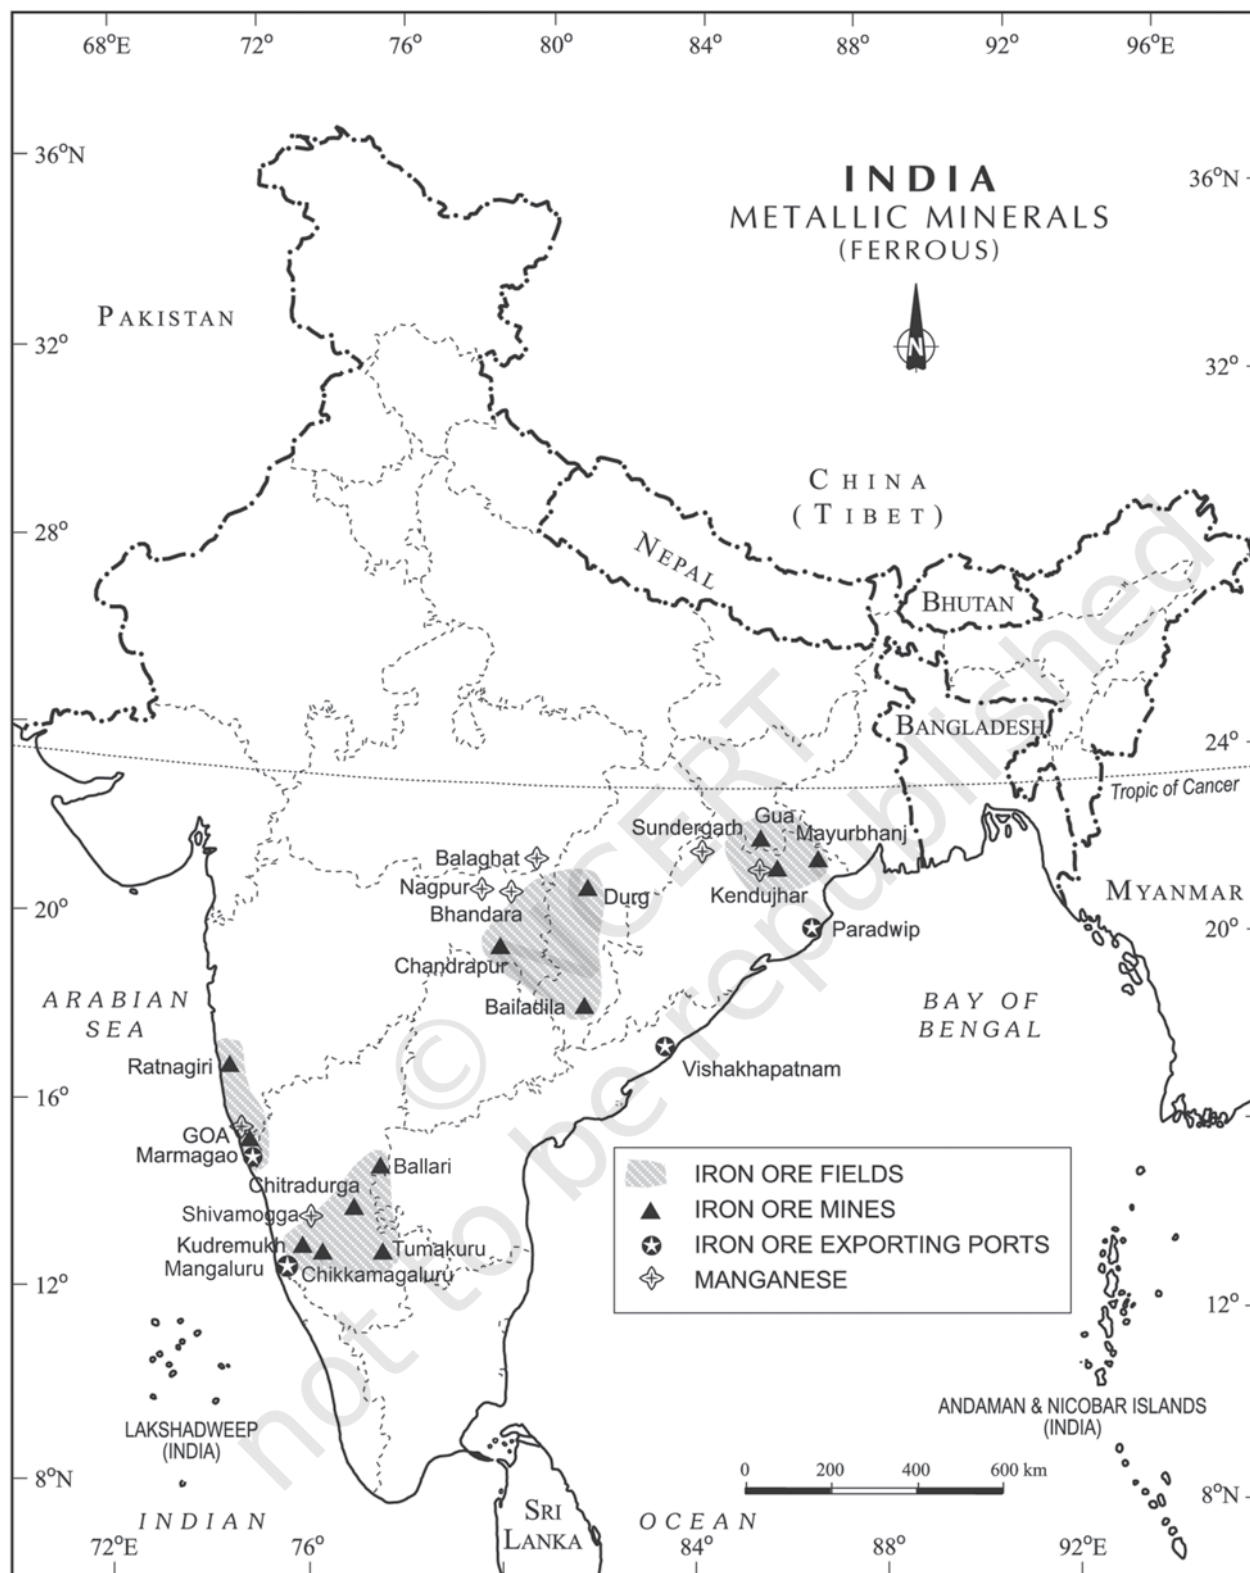 68°E 72° 76° 80° 84° 88° 92° 96°E
36°N
36°N
INDIA
METALLIC MINERALS
(FERROUS)
N
PAKISTAN
32°
32°
CHINA
(TIBET)
28°
NEPAL
BHUTAN
BANGLADESH
24°
Tropic of Cancer
Sundergarh
Gua
Mayurbhanj
Balaghat
Nagpur
Bhandara
Durg
Kendujhar
MYANMAR
20°
20°
Paradwip
Chandrapur
Bailadila
ARABIAN
SEA
BAY OF
BENGAL
Ratnagiri
Vishakhapatnam
16°
GOA
Marmagao
Ballari
Chitradurga
Shivamogga
Kudremukh
Tumakuru
Mangaluru
Chikkamagaluru
IRON ORE FIELDS
IRON ORE MINES
IRON ORE EXPORTING PORTS
MANGANESE
12°
12°
LAKSHADWEEP
(INDIA)
ANDAMAN & NICOBAR ISLANDS
(INDIA)
8°N
0 200 400 600 km
8°N
SRI
LANKA
INDIAN OCEAN
72°E 76° 84° 88° 92°E
© NCERT
not to be republished